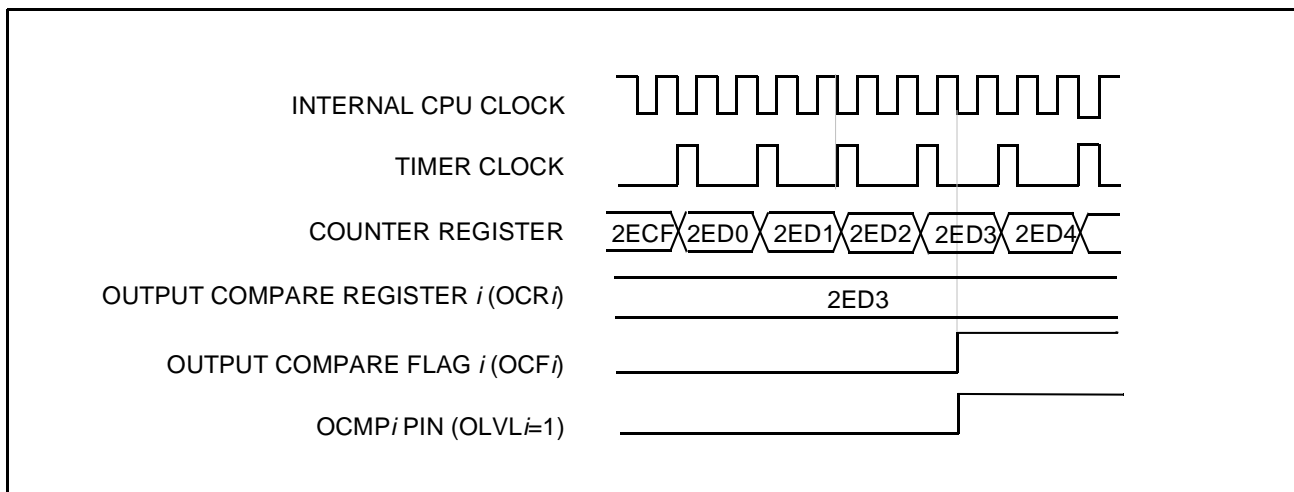 INTERNAL CPU CLOCK
TIMER CLOCK
COUNTER REGISTER 2ECF 2ED0 2ED1 2ED2 2ED3 2ED4
OUTPUT COMPARE REGISTER i (OCRi) 2ED3
OUTPUT COMPARE FLAG i (OCFi)
OCMPi PIN (OLVLi=1)